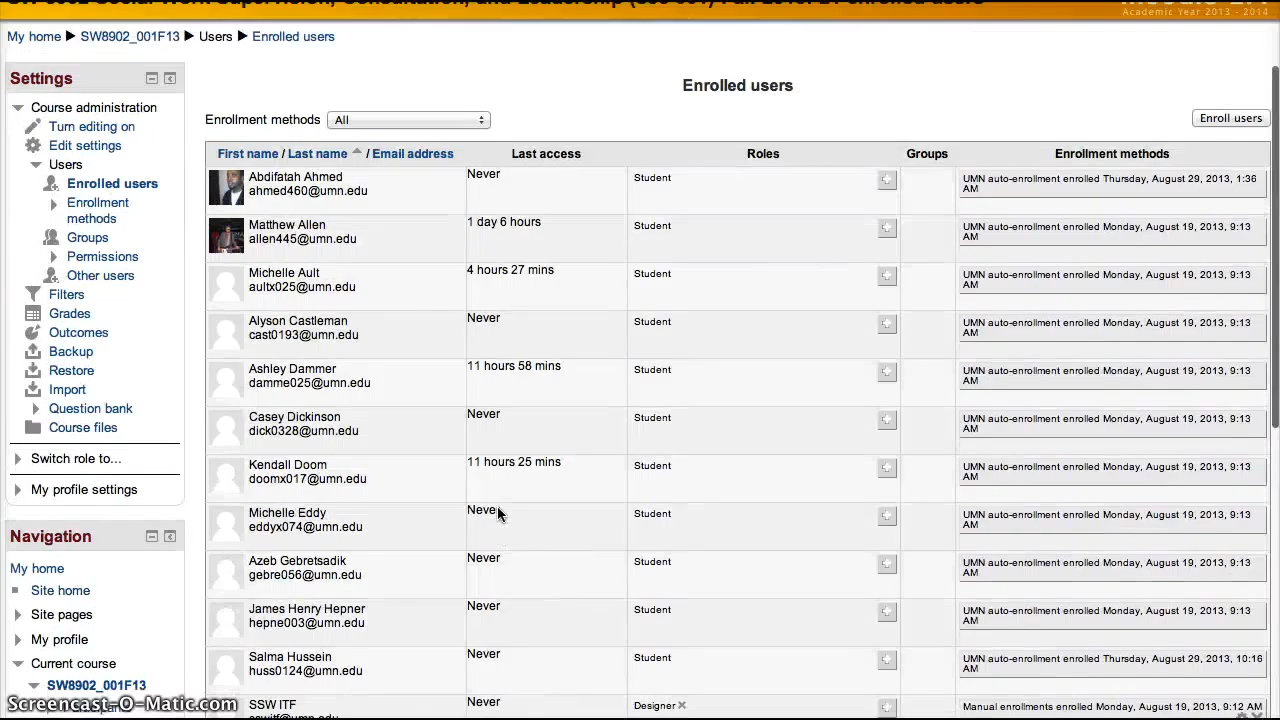 Academic Year 2013 - 2014
My home ▶ SW8902_001F13 ▶ Users ▶ Enrolled users
Settings
Course administration
Turn editing on
Edit settings
Users
Enrolled users
Enrollment
methods
Groups
Permissions
Other users
Filters
Grades
Outcomes
Backup
Restore
Import
Question bank
Course files
Switch role to...
My profile settings
Navigation
My home
Site home
Site pages
My profile
Current course
SW8902_001F13
Enrolled users
Enrollment methods All Enroll users
First name / Last name / Email address Last access Roles Groups Enrollment methods
Abdifatah Ahmed
ahmed460@umn.edu
Never
Student
UMN auto-enrollment enrolled Thursday, August 29, 2013, 1:36
AM
Matthew Allen
allen445@umn.edu
1 day 6 hours
Student
UMN auto-enrollment enrolled Monday, August 19, 2013, 9:13
AM
Michelle Ault
aultx025@umn.edu
4 hours 27 mins
Student
UMN auto-enrollment enrolled Monday, August 19, 2013, 9:13
AM
Alyson Castleman
cast0193@umn.edu
Never
Student
UMN auto-enrollment enrolled Monday, August 19, 2013, 9:13
AM
Ashley Dammer
damme025@umn.edu
11 hours 58 mins
Student
UMN auto-enrollment enrolled Monday, August 19, 2013, 9:13
AM
Casey Dickinson
dick0328@umn.edu
Never
Student
UMN auto-enrollment enrolled Monday, August 19, 2013, 9:13
AM
Kendall Doom
doomx017@umn.edu
11 hours 25 mins
Student
UMN auto-enrollment enrolled Monday, August 19, 2013, 9:13
AM
Michelle Eddy
eddyx074@umn.edu
Never
Student
UMN auto-enrollment enrolled Monday, August 19, 2013, 9:13
AM
Azeb Gebretsadik
gebre056@umn.edu
Never
Student
UMN auto-enrollment enrolled Monday, August 19, 2013, 9:13
AM
James Henry Hepner
hepne003@umn.edu
Never
Student
UMN auto-enrollment enrolled Monday, August 19, 2013, 9:13
AM
Salma Hussein
huss0124@umn.edu
Never
Student
UMN auto-enrollment enrolled Thursday, August 29, 2013, 10:16
AM
SSW ITF
Never
Designer
Manual enrollments enrolled Monday, August 19, 2013, 9:12 AM
Screencast-O-Matic.com